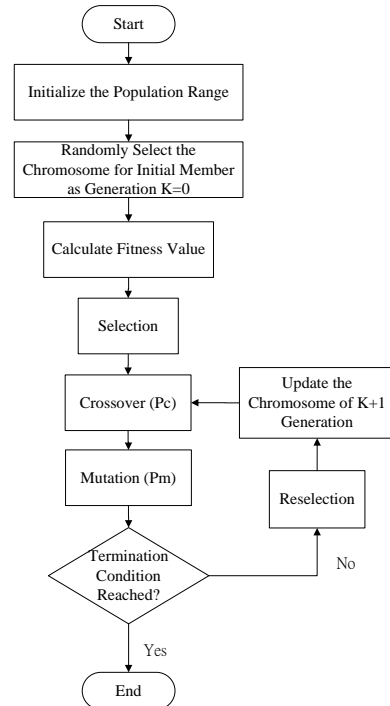 Start
Initialize the Population Range
Randomly Select the
Chromosome for Initial Member
as Generation K=0
Calculate Fitness Value
Selection
Crossover (Pc)
Update the
Chromosome of K+1
Generation
Mutation (Pm)
Reselection
Termination
Condition
Reached?
No
Yes
End